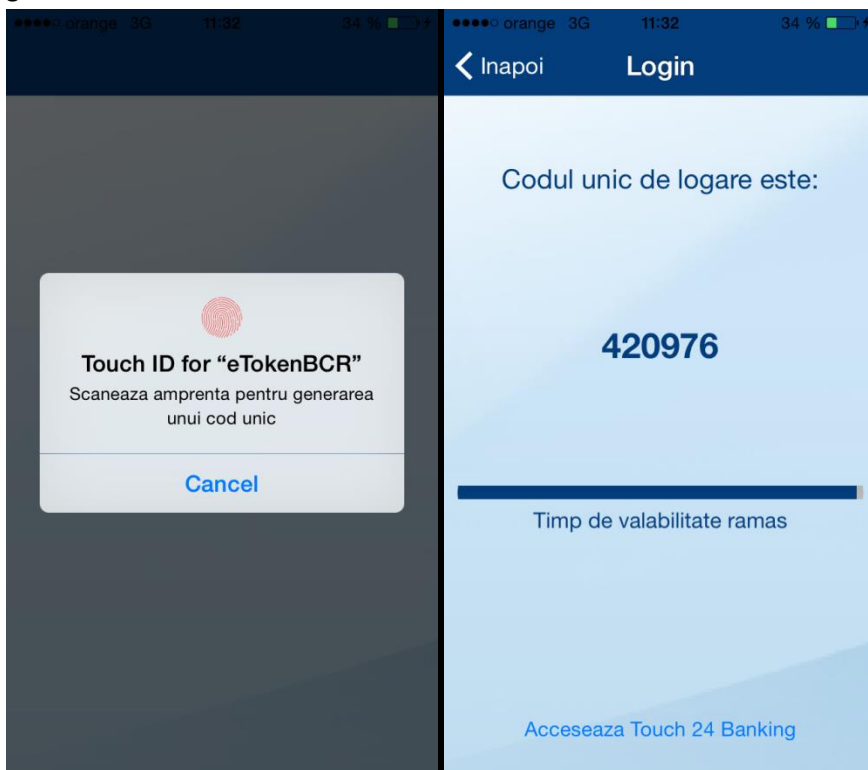 orange 3G 11:32 34 %
Touch ID for “eTokenBCR”
Scaneaza amprenta pentru generarea
unui cod unic
Cancel
orange 3G 11:32 34 %
Inapoi Login
Codul unic de logare este:
420976
Timp de valabilitate ramas
Acceseaza Touch 24 Banking